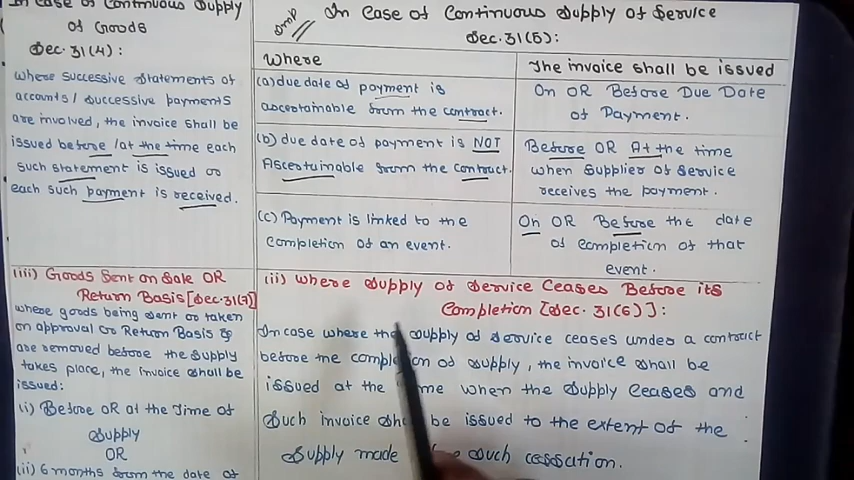 In case of Continuous Supply
of Goods
Sec. 31(4):
where successive statements of
accounts / successive payments
are involved, the invoice shall be
issued before /at the time each
such statement is issued or
each such payment is received.
(iii) Goods Sent on Sale OR
Return Basis [Sec. 31(7)]
where goods being sent or taken
on approval or Return Basis &
are removed before the supply
takes place, the invoice shall be
issued:
(i) Before OR at the Time of
Supply
OR
(ii) 6 months from the date of
Imp
In Case of Continuous Supply of Service
Sec. 31(5):
Where
The invoice shall be issued
(a) due date of payment is
ascertainable from the contract.
On OR Before Due Date
of Payment.
(b) due date of payment is NOT
Ascertainable from the contract.
Before OR At the time
when Supplier of Service
receives the payment.
(c) Payment is linked to the
Completion of an event.
On OR Before the date
of completion of that
event.
(ii) Where Supply of Service Ceases Before its
Completion [Sec. 31(6)]:
In case where the supply of service ceases under a contract
before the completion of supply, the invoice shall be
issued at the when the Supply Ceases and
Such invoice be issued to the extent of the
Supply made such cessation.